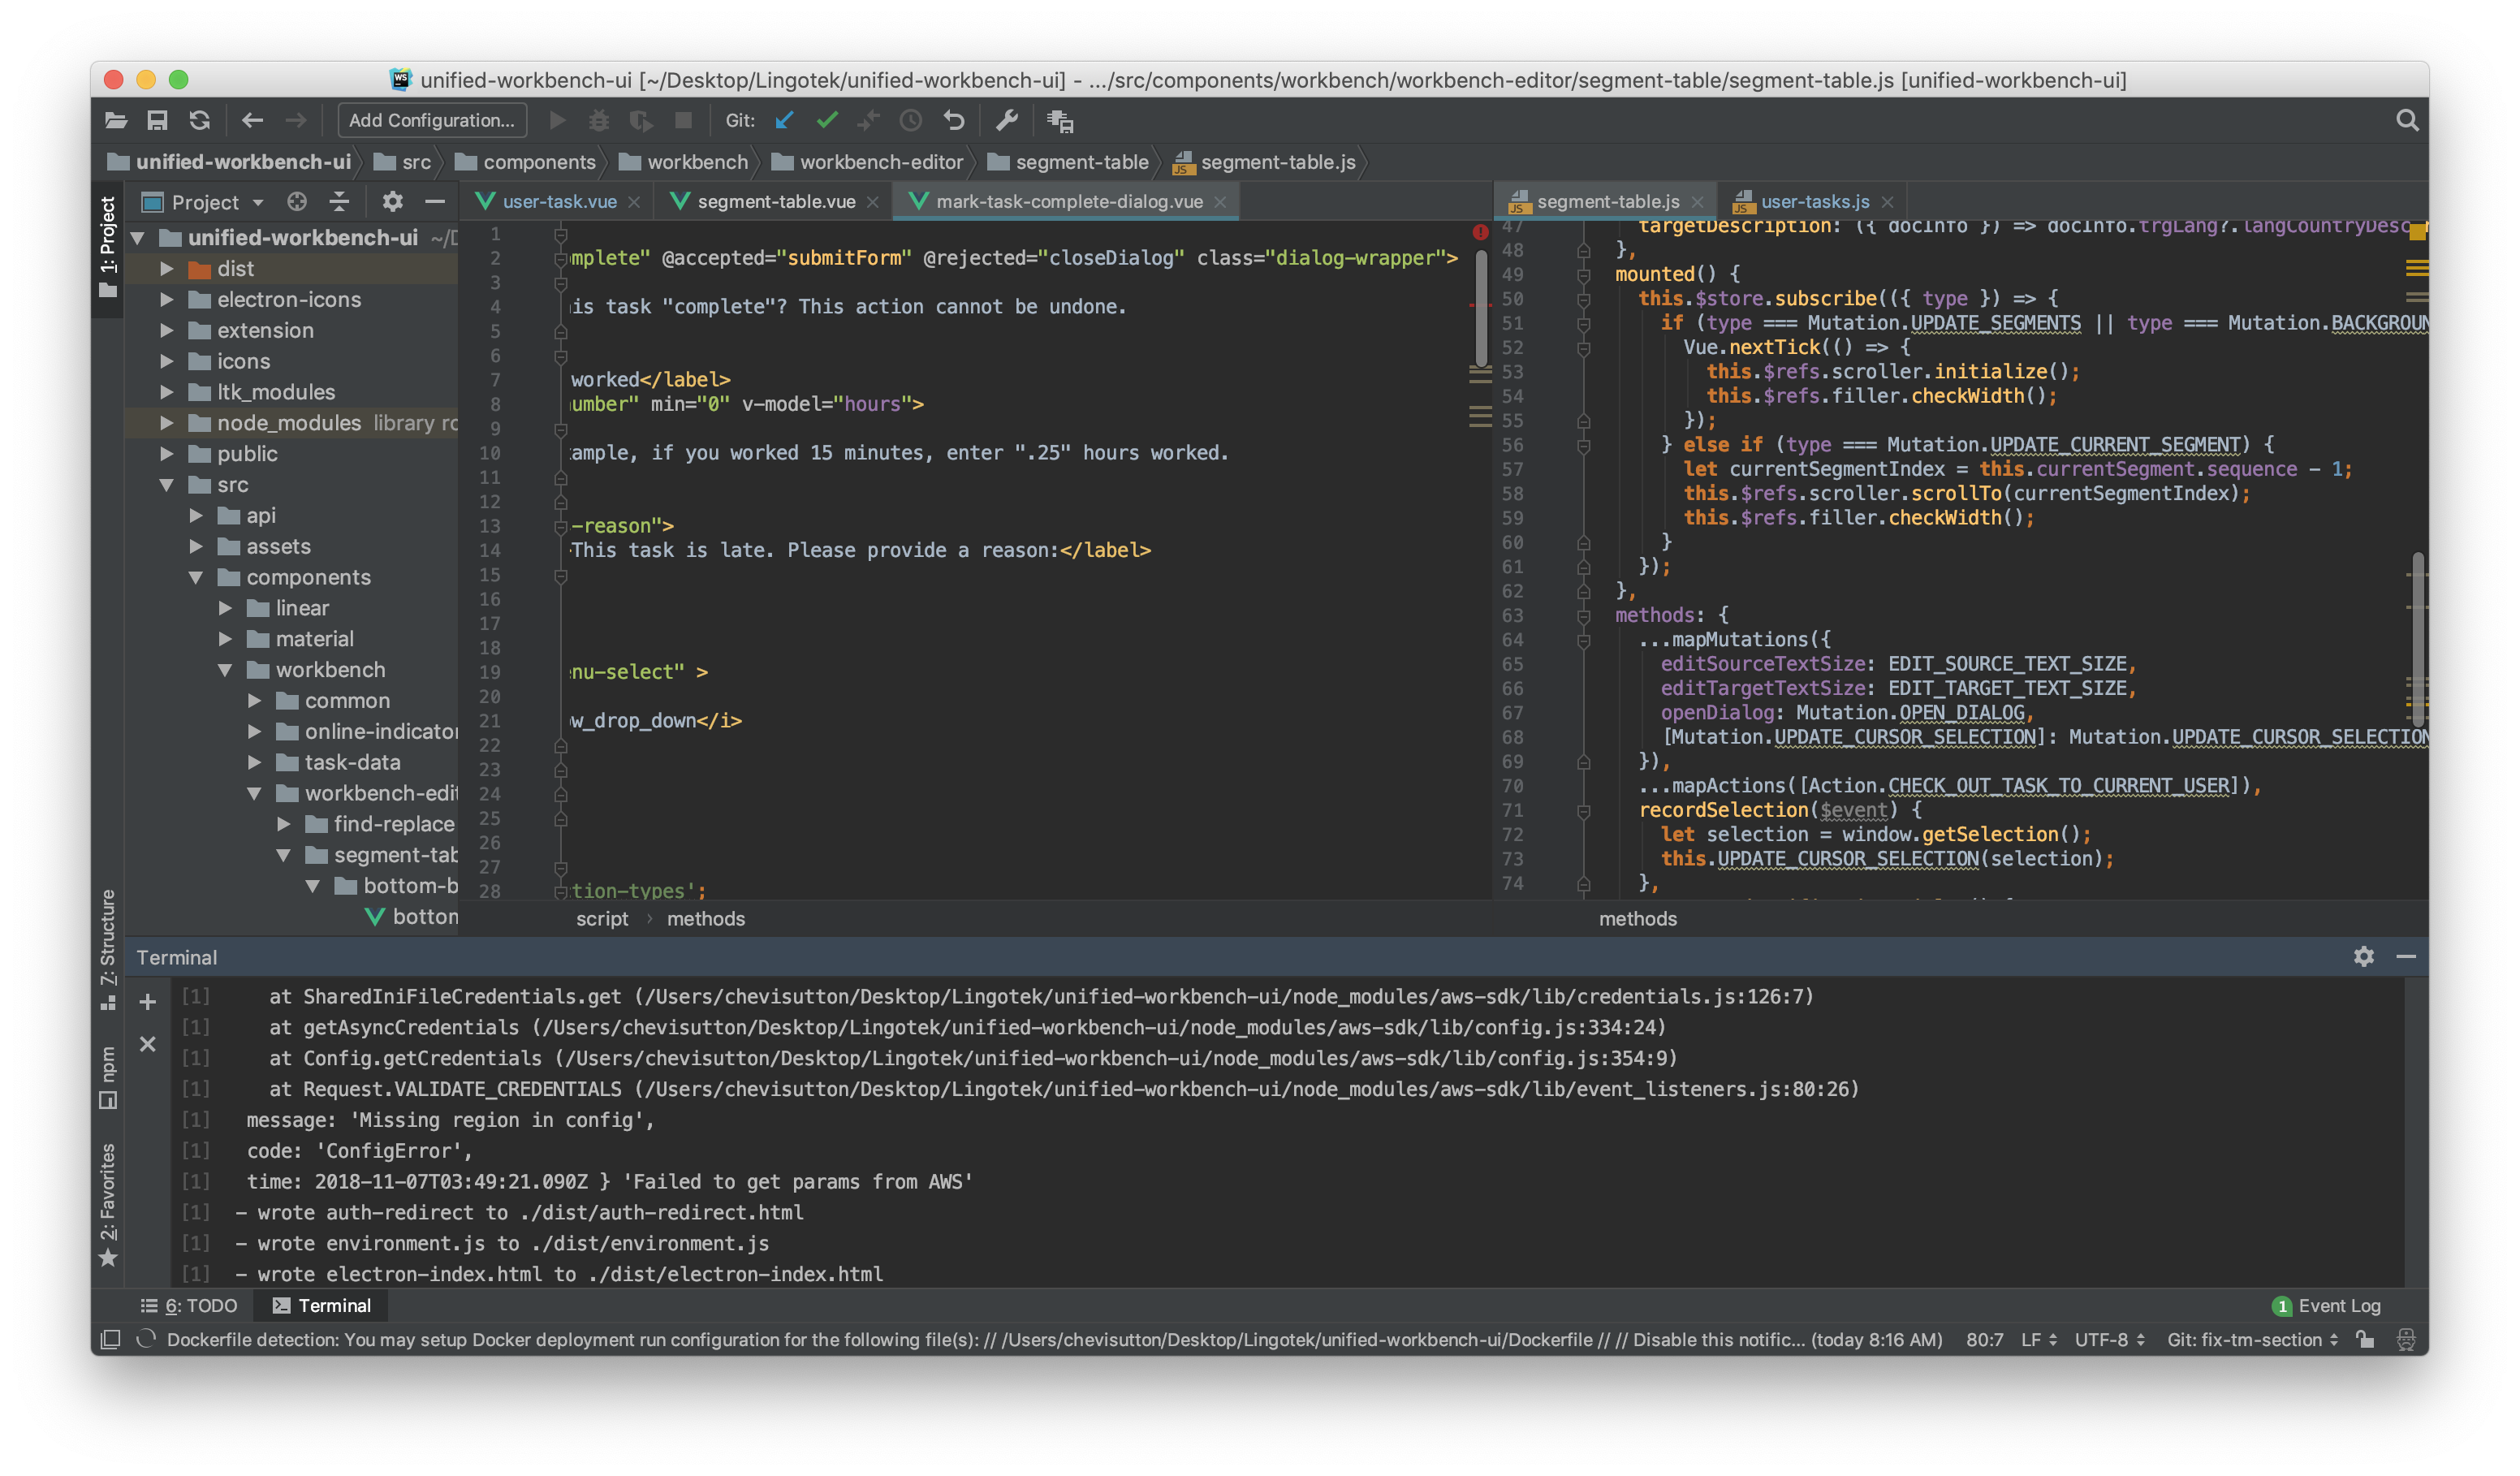 unified-workbench-ui [~/Desktop/Lingotek/unified-workbench-ui] - .../src/components/workbench/workbench-editor/segment-table/segment-table.js [unified-workbench-ui]
Add Configuration... Git:
unified-workbench-ui src components workbench workbench-editor segment-table segment-table.js
1: Project
Project
unified-workbench-ui
dist
electron-icons
extension
icons
ltk_modules
node_modules library
public
src
api
assets
components
linear
material
workbench
common
online-indicator
task-data
workbench-edit
find-replace
segment-tab
bottom-b
user-task.vue segment-table.vue mark-task-complete-dialog.vue
1
2 mplete" @accepted="submitForm" @rejected="closeDialog" class="dialog-wrapper">
3
4 is task "complete"? This action cannot be undone.
5
6
7 worked</label>
8 number" min="0" v-model="hours">
9
10 ample, if you worked 15 minutes, enter ".25" hours worked.
11
12
13 -reason">
14 This task is late. Please provide a reason:</label>
15
16
17
18
19 enu-select" >
20
21 ow_drop_down</i>
22
23
24
25
26
27
28 ction-types';
script › methods
segment-table.js user-tasks.js
47 targetDescription: ({ docInfo }) => docInfo.trgLang?.langCountryDesc
48 },
49 mounted() {
50 this.$store.subscribe(({ type }) => {
51 if (type === Mutation.UPDATE_SEGMENTS || type === Mutation.BACKGROUN
52 Vue.nextTick(() => {
53 this.$refs.scroller.initialize();
54 this.$refs.filler.checkWidth();
55 });
56 } else if (type === Mutation.UPDATE_CURRENT_SEGMENT) {
57 let currentSegmentIndex = this.currentSegment.sequence - 1;
58 this.$refs.scroller.scrollTo(currentSegmentIndex);
59 this.$refs.filler.checkWidth();
60 }
61 });
62 },
63 methods: {
64 ...mapMutations({
65 editSourceTextSize: EDIT_SOURCE_TEXT_SIZE,
66 editTargetTextSize: EDIT_TARGET_TEXT_SIZE,
67 openDialog: Mutation.OPEN_DIALOG,
68 [Mutation.UPDATE_CURSOR_SELECTION]: Mutation.UPDATE_CURSOR_SELECTION
69 }),
70 ...mapActions([Action.CHECK_OUT_TASK_TO_CURRENT_USER]),
71 recordSelection($event) {
72 let selection = window.getSelection();
73 this.UPDATE_CURSOR_SELECTION(selection);
74 },
methods
7: Structure
npm
2: Favorites
Terminal
[1] at SharedIniFileCredentials.get (/Users/chevisutton/Desktop/Lingotek/unified-workbench-ui/node_modules/aws-sdk/lib/credentials.js:126:7)
[1] at getAsyncCredentials (/Users/chevisutton/Desktop/Lingotek/unified-workbench-ui/node_modules/aws-sdk/lib/config.js:334:24)
[1] at Config.getCredentials (/Users/chevisutton/Desktop/Lingotek/unified-workbench-ui/node_modules/aws-sdk/lib/config.js:354:9)
[1] at Request.VALIDATE_CREDENTIALS (/Users/chevisutton/Desktop/Lingotek/unified-workbench-ui/node_modules/aws-sdk/lib/event_listeners.js:80:26)
[1] message: 'Missing region in config',
[1] code: 'ConfigError',
[1] time: 2018-11-07T03:49:21.090Z } 'Failed to get params from AWS'
[1] - wrote auth-redirect to ./dist/auth-redirect.html
[1] - wrote environment.js to ./dist/environment.js
[1] - wrote electron-index.html to ./dist/electron-index.html
6: TODO Terminal 1 Event Log
Dockerfile detection: You may setup Docker deployment run configuration for the following file(s): // /Users/chevisutton/Desktop/Lingotek/unified-workbench-ui/Dockerfile // // Disable this notific... (today 8:16 AM) 80:7 LF UTF-8 Git: fix-tm-section